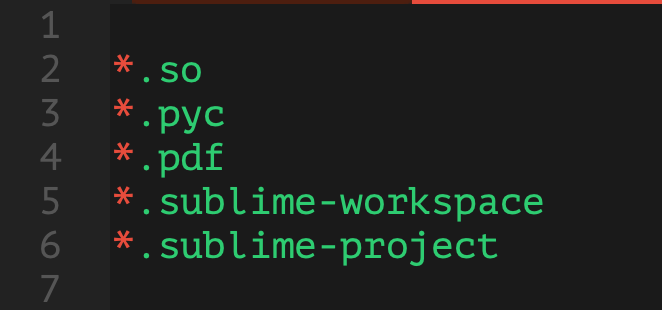 1
2 *.so
3 *.pyc
4 *.pdf
5 *.sublime-workspace
6 *.sublime-project
7